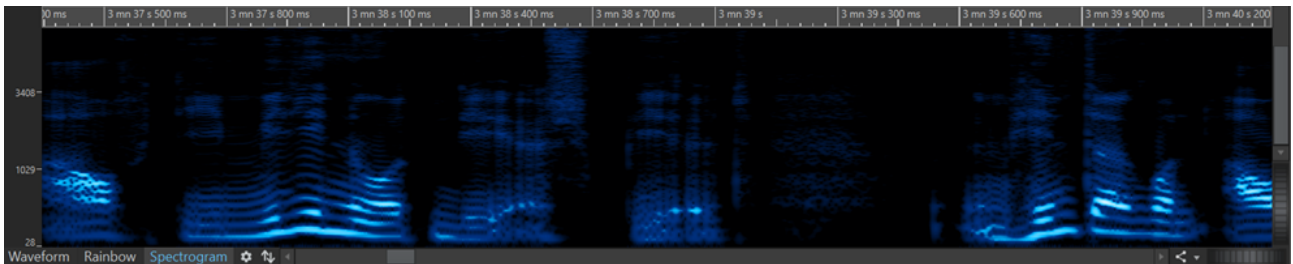 00 ms 3 mn 37 s 500 ms 3 mn 37 s 800 ms 3 mn 38 s 100 ms 3 mn 38 s 400 ms 3 mn 38 s 700 ms 3 mn 39 s 3 mn 39 s 300 ms 3 mn 39 s 600 ms 3 mn 39 s 900 ms 3 mn 40 s 200
3408
1029
28
Waveform Rainbow Spectrogram